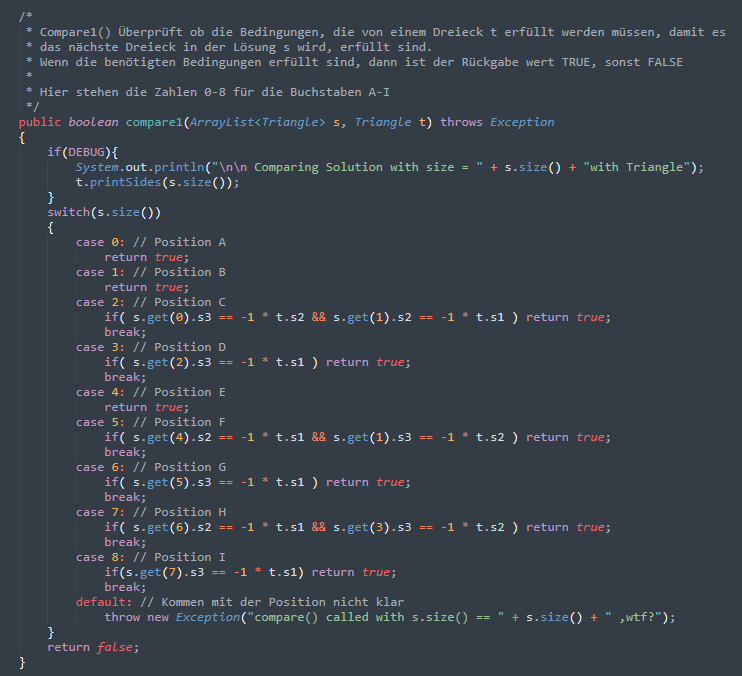 /*
 * Compare1() Überprüft ob die Bedingungen, die von einem Dreieck t erfüllt werden müssen, damit es
 * das nächste Dreieck in der Lösung s wird, erfüllt sind.
 * Wenn die benötigten Bedingungen erfüllt sind, dann ist der Rückgabe wert TRUE, sonst FALSE
 *
 * Hier stehen die Zahlen 0-8 für die Buchstaben A-I
 */
public boolean compare1(ArrayList<Triangle> s, Triangle t) throws Exception
{
    if(DEBUG){
        System.out.println("\n\n Comparing Solution with size = " + s.size() + "with Triangle");
        t.printSides(s.size());
    }
    switch(s.size())
    {
        case 0: // Position A
            return true;
        case 1: // Position B
            return true;
        case 2: // Position C
            if( s.get(0).s3 == -1 * t.s2 && s.get(1).s2 == -1 * t.s1 ) return true;
            break;
        case 3: // Position D
            if( s.get(2).s3 == -1 * t.s1 ) return true;
            break;
        case 4: // Position E
            return true;
        case 5: // Position F
            if( s.get(4).s2 == -1 * t.s1 && s.get(1).s3 == -1 * t.s2 ) return true;
            break;
        case 6: // Position G
            if( s.get(5).s3 == -1 * t.s1 ) return true;
            break;
        case 7: // Position H
            if( s.get(6).s2 == -1 * t.s1 && s.get(3).s3 == -1 * t.s2 ) return true;
            break;
        case 8: // Position I
            if(s.get(7).s3 == -1 * t.s1) return true;
            break;
        default: // Kommen mit der Position nicht klar
            throw new Exception("compare() called with s.size() == " + s.size() + " ,wtf?");
    }
    return false;
}